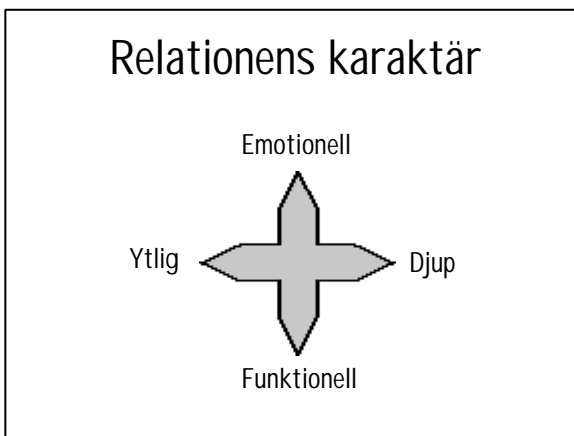 Relationens karaktär
Emotionell
Ytlig
Djup
Funktionell